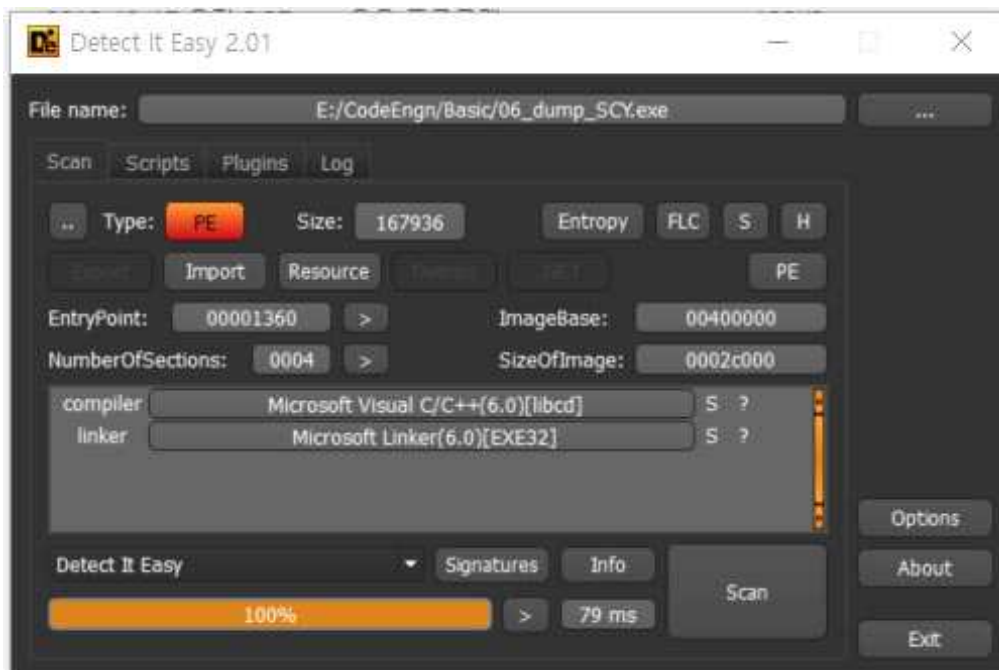 Detect It Easy 2.01
File name: E:/CodeEngn/Basic/06_dump_SCY.exe ...
Scan Scripts Plugins Log
.. Type: PE Size: 167936 Entropy FLC S H
Import Resource PE
EntryPoint: 00001360 > ImageBase: 00400000
NumberOfSections: 0004 > SizeOfImage: 0002c000
compiler Microsoft Visual C/C++(6.0)[libcd] S ?
linker Microsoft Linker(6.0)[EXE32] S ?
Options
Detect It Easy Signatures Info Scan About
100% > 79 ms
Exit